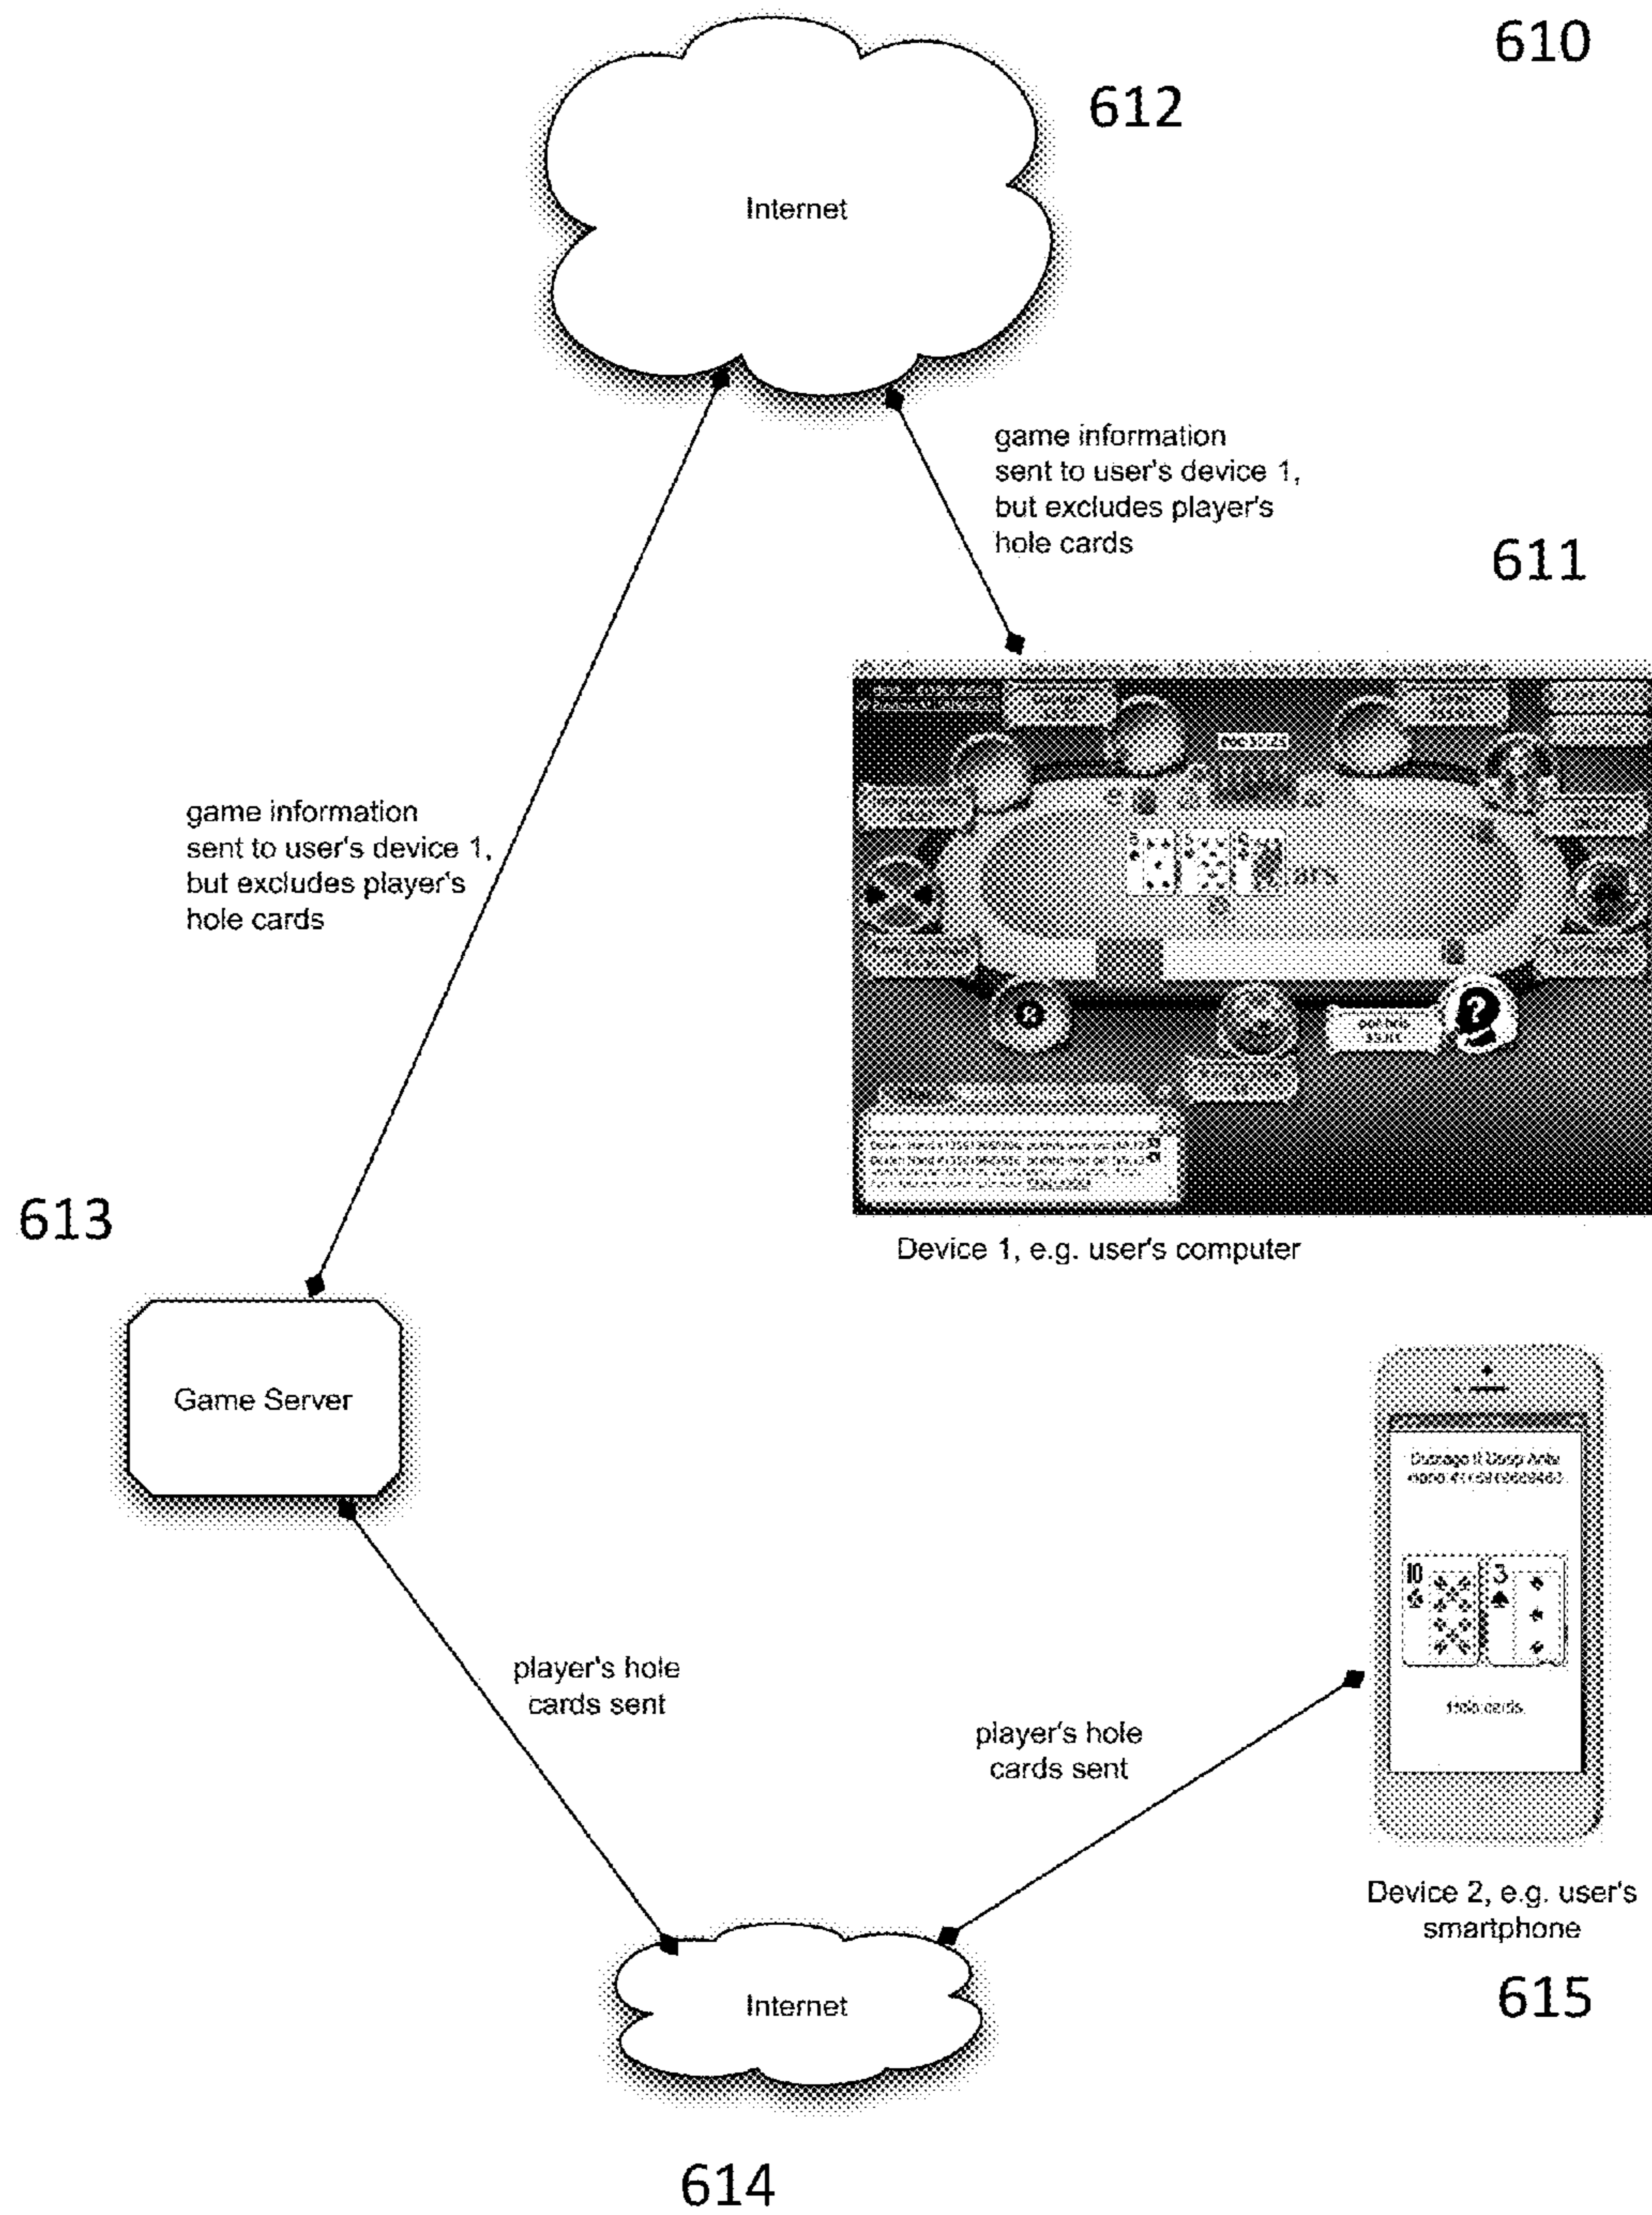 610
612
Internet
game information
sent to user's device 1,
but excludes player's
hole cards
611
game information
sent to user's device 1,
but excludes player's
hole cards
Device 1, e.g. user's computer
613
Game Server
10
3
Hole cards
player's hole
cards sent
player's hole
cards sent
Device 2, e.g. user's
smartphone
615
Internet
614